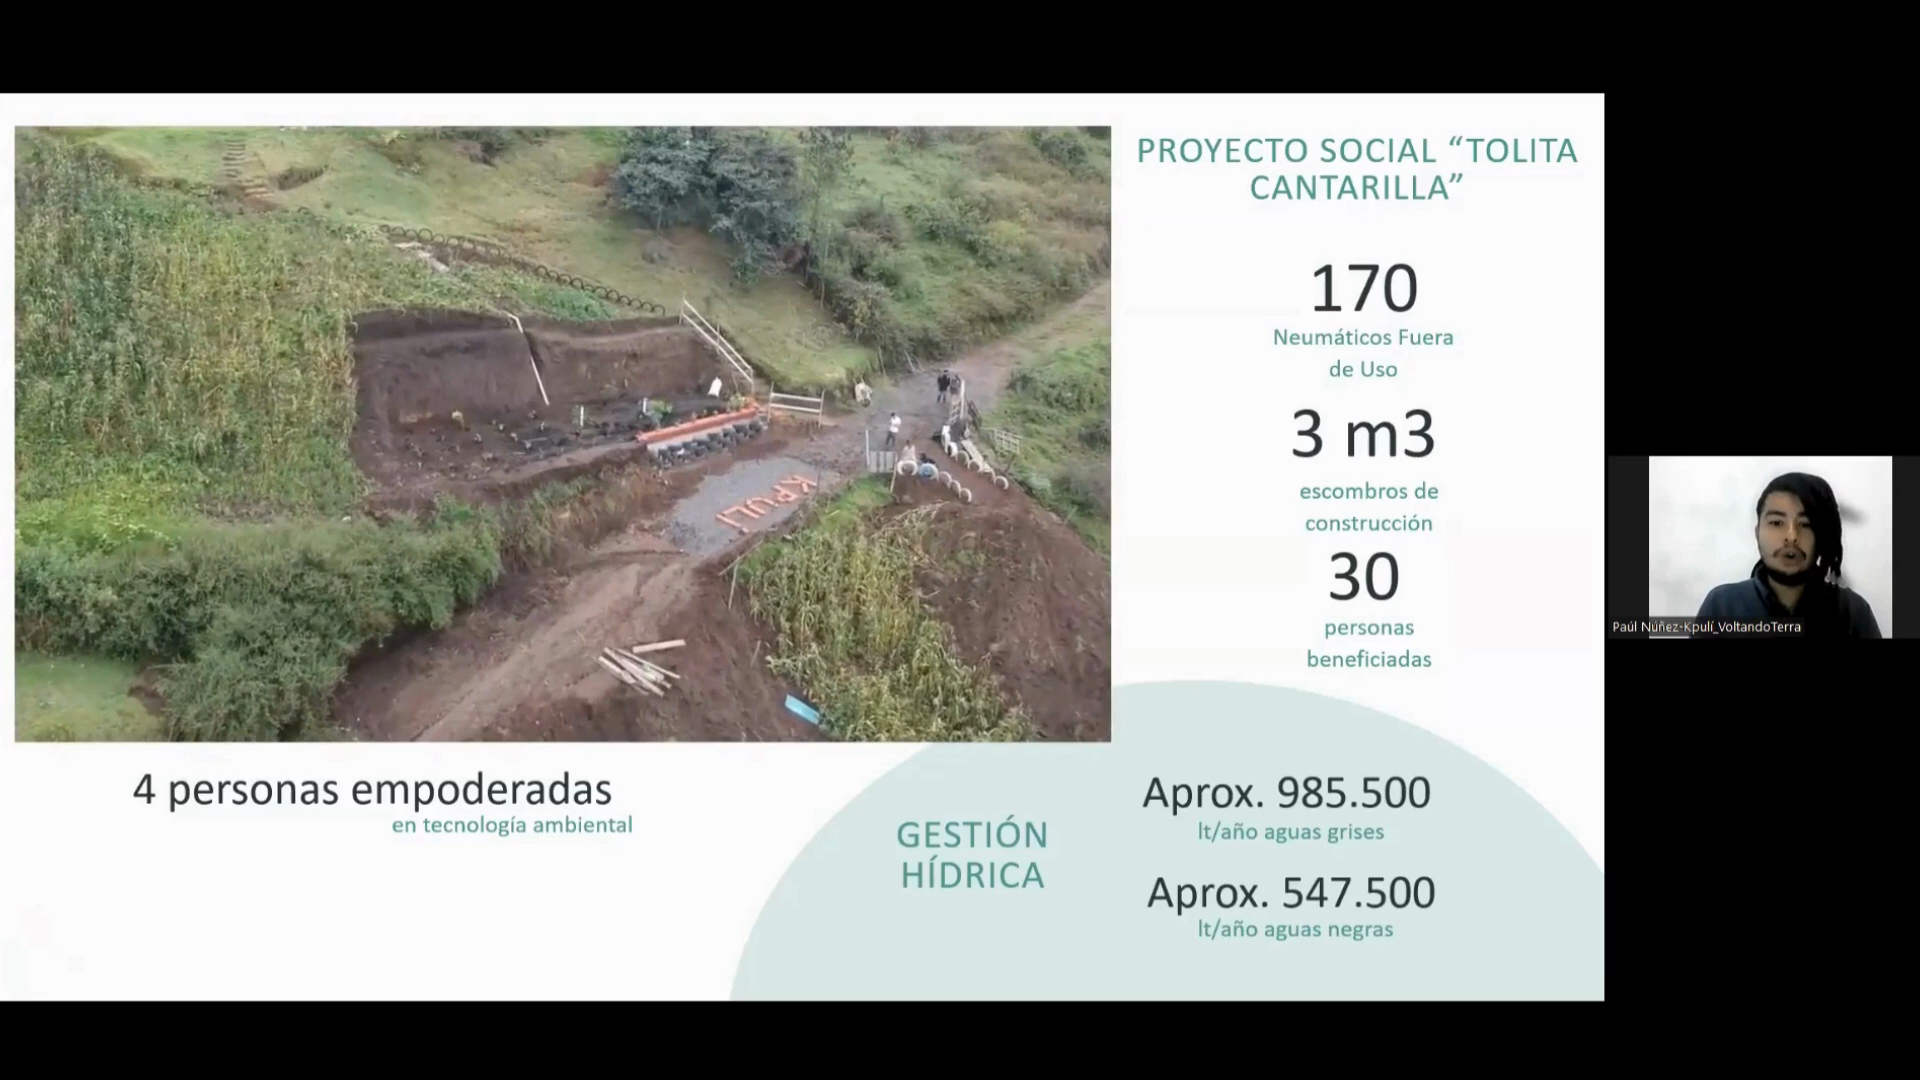 PROYECTO SOCIAL “TOLITA
CANTARILLA”
170
Neumáticos Fuera
de Uso
3 m3
escombros de
construcción
30
personas
beneficiadas
KPULÍ
4 personas empoderadas
en tecnología ambiental
GESTIÓN
HÍDRICA
Aprox. 985.500
lt/año aguas grises
Aprox. 547.500
lt/año aguas negras
Paúl Núñez-Kpulí_VoltandoTerra